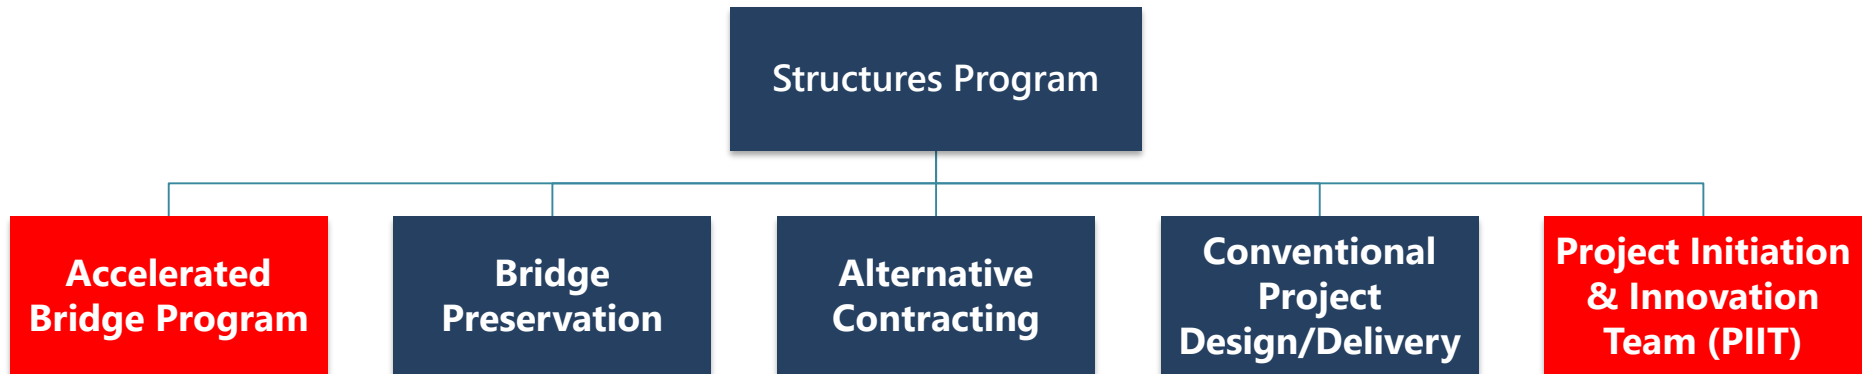 Structures Program
Accelerated
Bridge Program
Bridge
Preservation
Alternative
Contracting
Conventional
Project
Design/Delivery
Project Initiation
& Innovation
Team (PIIT)